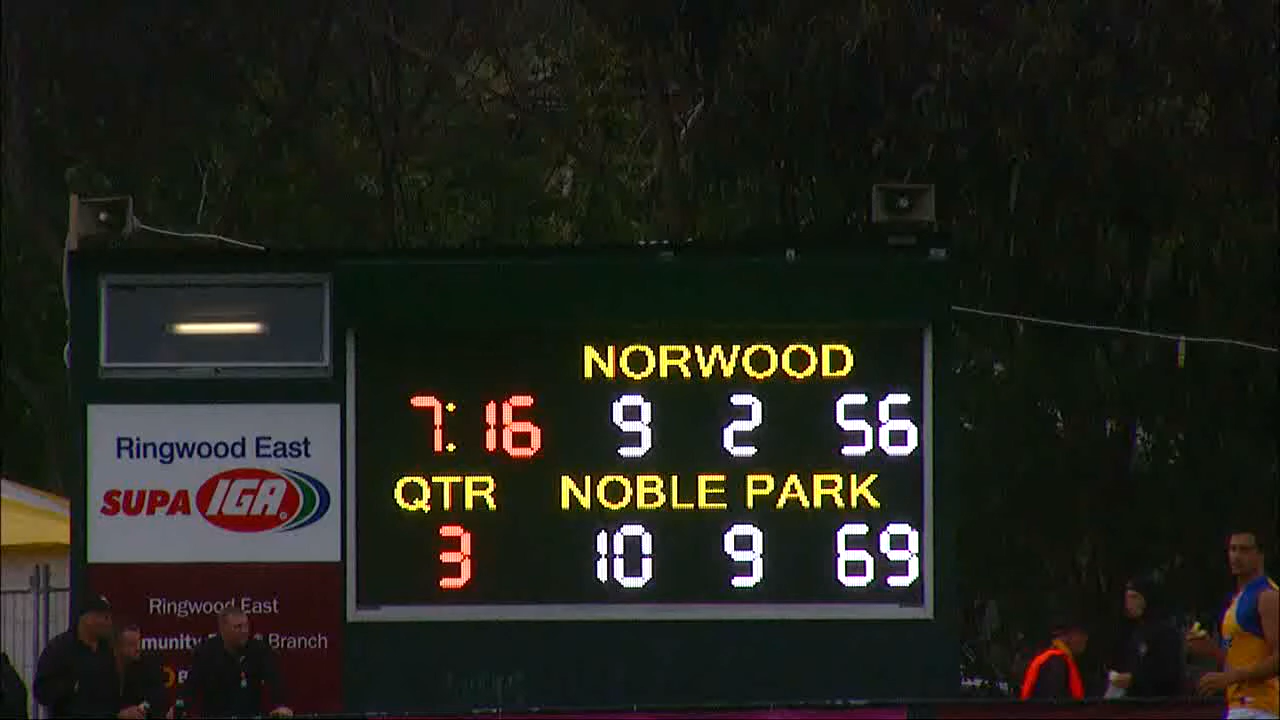 NORWOOD
7:16 9 2 56
QTR NOBLE PARK
3 10 9 69
Ringwood East
SUPA IGA
Ringwood East
Branch